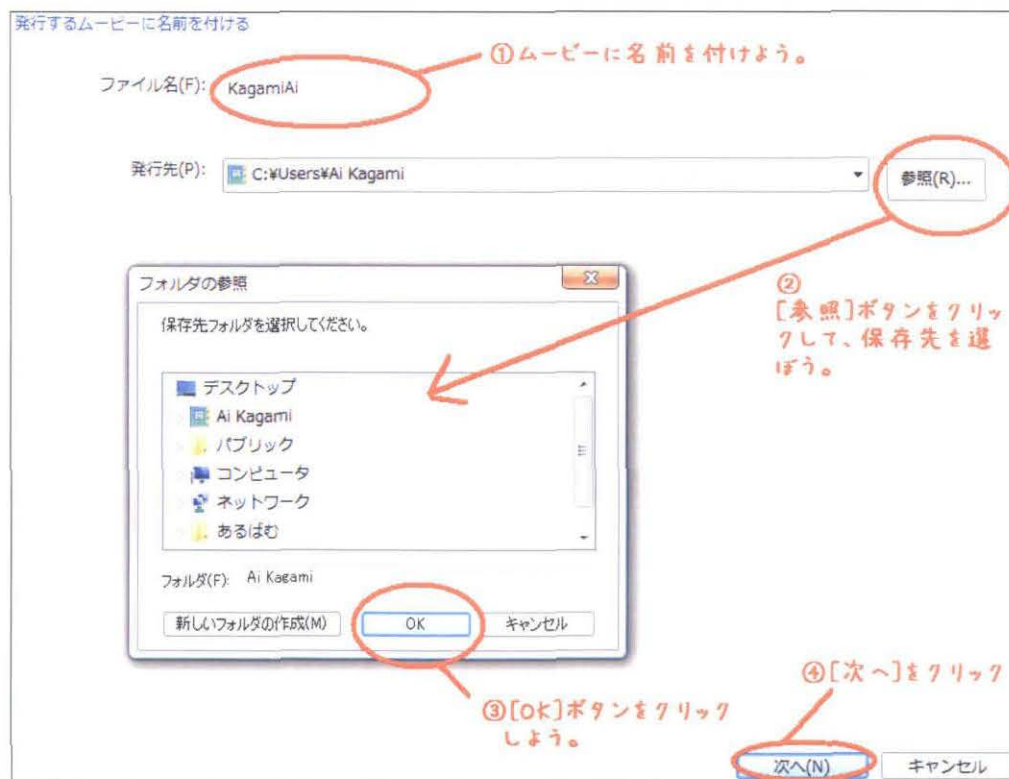 発行するムービーに名前を付ける
①ムービーに名前を付けよう。
ファイル名(F): KagamiAi
発行先(P): C:¥Users¥Ai Kagami
参照(R)...
フォルダの参照
保存先フォルダを選択してください。
デスクトップ
Ai Kagami
パブリック
コンピュータ
ネットワーク
あるばむ
フォルダ(F): Ai Kagami
新しいフォルダの作成(M) OK キャンセル
②
[参照]ボタンをクリッ
クして、保存先を選
ぼう。
③[OK]ボタンをクリック
しよう。
④[次へ]をクリック
次へ(N) キャンセル